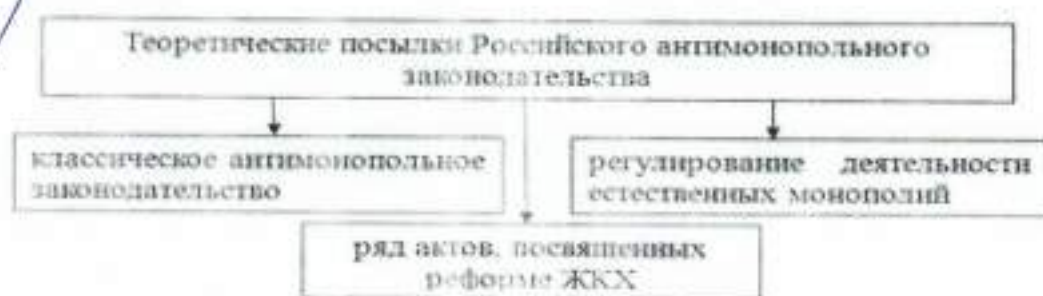 Теоретические посылки Российского антимонопольного
законодательства
классическое антимонопольное
законодательство
регулирование деятельности
естественных монополий
ряд актов, посвященных
реформе ЖКХ